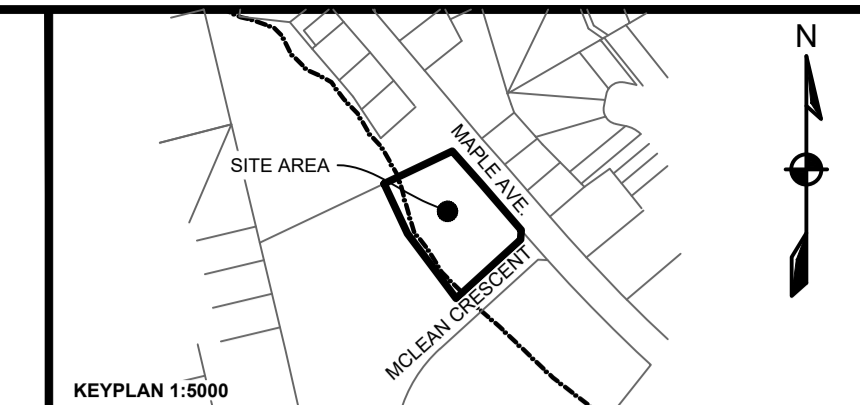 N
MAPLE AVE.
SITE AREA
MCLEAN CRESCENT
KEYPLAN 1:5000